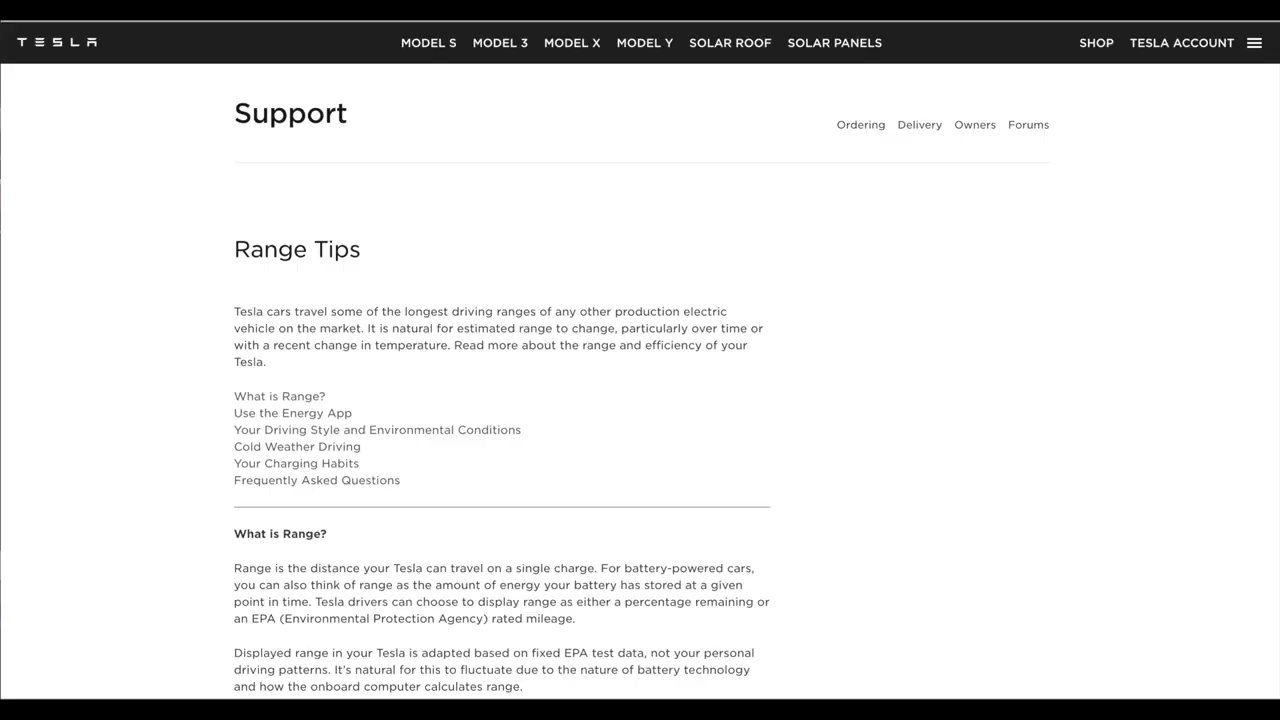 TESLA
MODEL S MODEL 3 MODEL X MODEL Y SOLAR ROOF SOLAR PANELS
SHOP TESLA ACCOUNT
Support
Ordering Delivery Owners Forums
Range Tips
Tesla cars travel some of the longest driving ranges of any other production electric
vehicle on the market. It is natural for estimated range to change, particularly over time or
with a recent change in temperature. Read more about the range and efficiency of your
Tesla.
What is Range?
Use the Energy App
Your Driving Style and Environmental Conditions
Cold Weather Driving
Your Charging Habits
Frequently Asked Questions
What is Range?
Range is the distance your Tesla can travel on a single charge. For battery-powered cars,
you can also think of range as the amount of energy your battery has stored at a given
point in time. Tesla drivers can choose to display range as either a percentage remaining or
an EPA (Environmental Protection Agency) rated mileage.
Displayed range in your Tesla is adapted based on fixed EPA test data, not your personal
driving patterns. It's natural for this to fluctuate due to the nature of battery technology
and how the onboard computer calculates range.